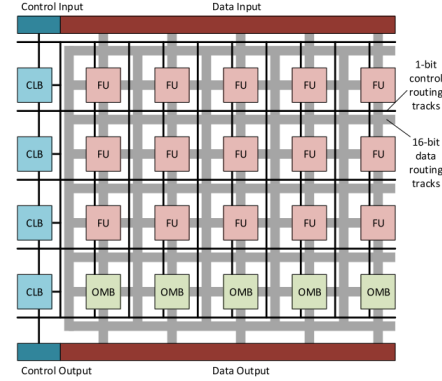 Control Input Data Input
CLB FU FU FU FU FU
1-bit
control
routing
tracks
CLB FU FU FU FU FU
16-bit
data
routing
tracks
CLB FU FU FU FU FU
CLB OMB OMB OMB OMB OMB
Control Output Data Output